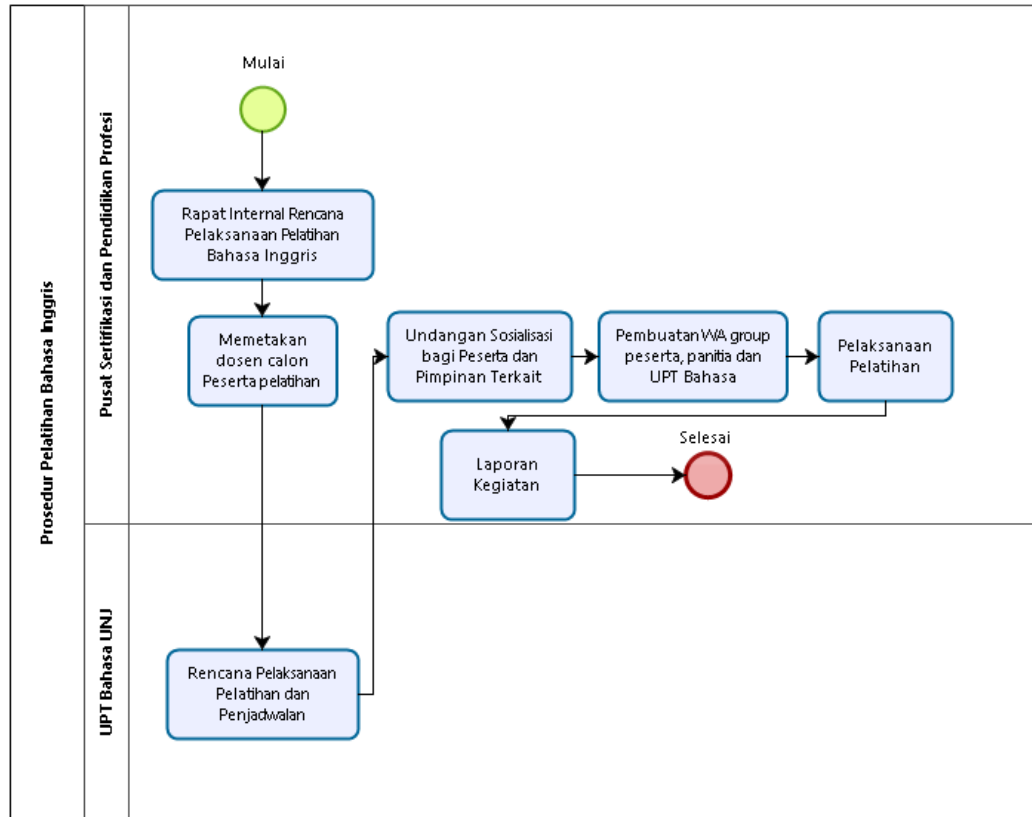 Prosedur Pelatihan Bahasa Inggris
Pusat Sertifikasi dan Pendidikan Profesi
Mulai
Rapat Internal Rencana
Pelaksanaan Pelatihan
Bahasa Inggris
Memetakan
dosen calon
Peserta pelatihan
Undangan Sosialisasi
bagi Peserta dan
Pimpinan Terkait
Pembuatan WA group
peserta, panitia dan
UPT Bahasa
Pelaksanaan
Pelatihan
Laporan
Kegiatan
Selesai
UPT Bahasa UNJ
Rencana Pelaksanaan
Pelatihan dan
Penjadwalan